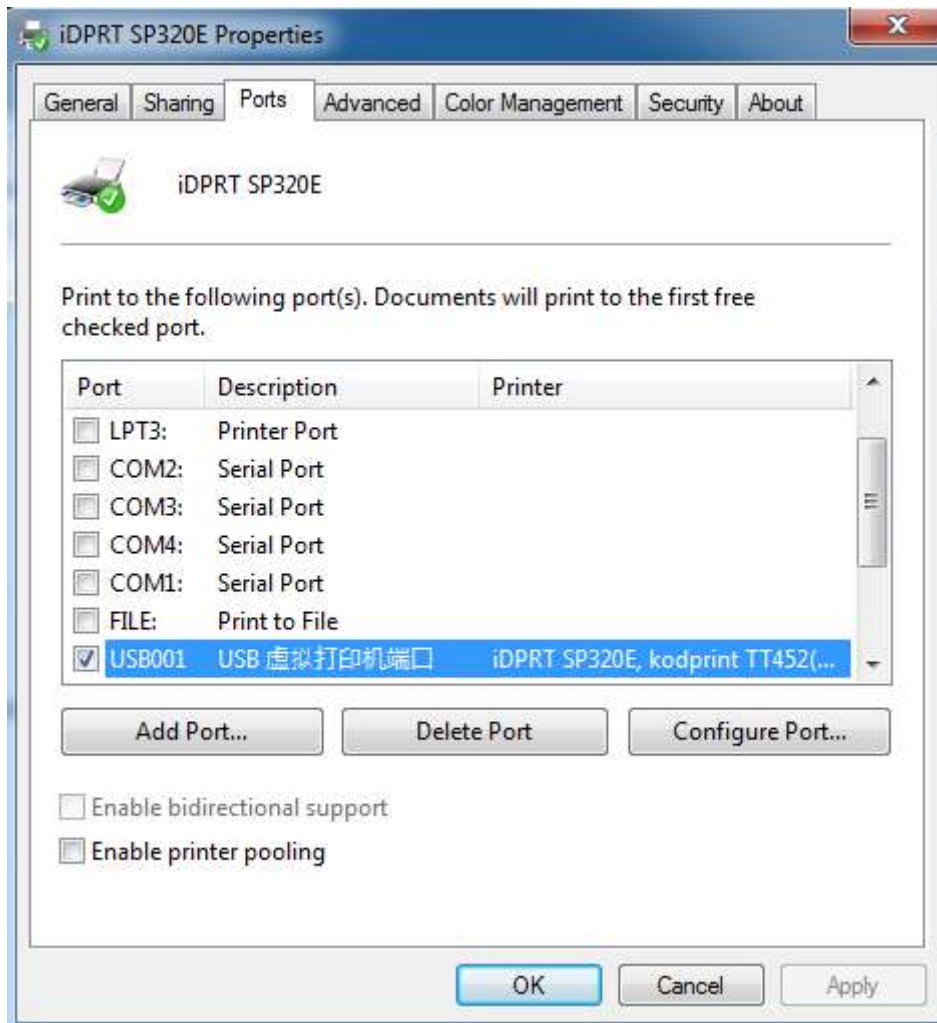 iDPRT SP320E Properties
General Sharing Ports Advanced Color Management Security About
iDPRT SP320E
Print to the following port(s). Documents will print to the first free
checked port.
Port Description Printer
LPT3: Printer Port
COM2: Serial Port
COM3: Serial Port
COM4: Serial Port
COM1: Serial Port
FILE: Print to File
USB001 USB 虚拟打印机端口 iDPRT SP320E, kodprint TT452(...
Add Port... Delete Port Configure Port...
Enable bidirectional support
Enable printer pooling
OK Cancel Apply